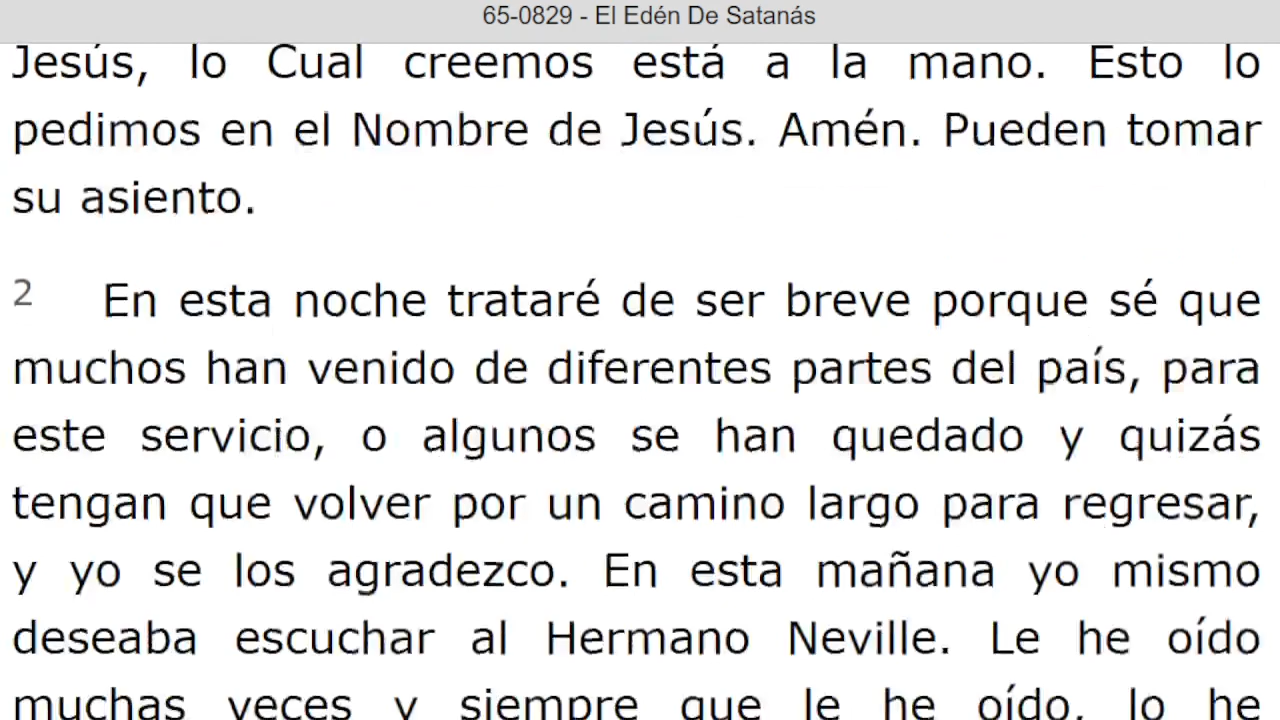 65-0829 - El Edén De Satanás
Jesús, lo Cual creemos está a la mano. Esto lo
pedimos en el Nombre de Jesús. Amén. Pueden tomar
su asiento.
2 En esta noche trataré de ser breve porque sé que
muchos han venido de diferentes partes del país, para
este servicio, o algunos se han quedado y quizás
tengan que volver por un camino largo para regresar,
y yo se los agradezco. En esta mañana yo mismo
deseaba escuchar al Hermano Neville. Le he oído
muchas veces y siempre que le he oído, lo he